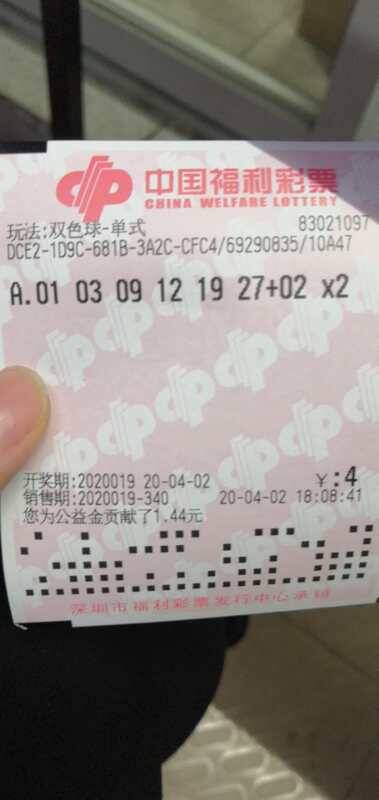 中国福利彩票
CHINA WELFARE LOTTERY
玩法:双色球-单式 83021097
DCE2-1D9C-681B-3A2C-CFC4/69290835/10A47
A.01 03 09 12 19 27+02 x2
开奖期:2020019 20-04-02 ￥:4
销售期:2020019-340 20-04-02 18:08:41
您为公益金贡献了1.44元
深圳市福利彩票发行中心承销